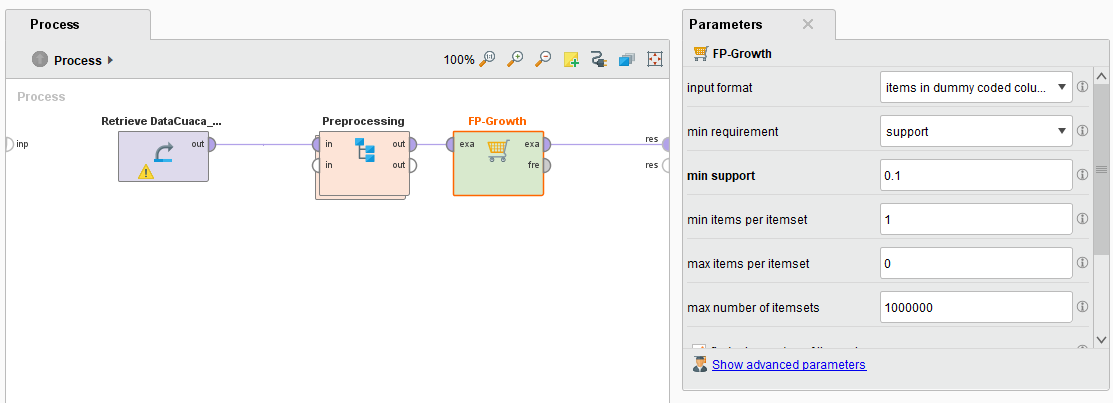 Process
Process
100%
Process
Retrieve DataCuaca_...
Preprocessing
FP-Growth
inp
out
in
out
in
out
exa
exa
fre
res
res
Parameters
FP-Growth
input format
items in dummy coded colu...
min requirement
support
min support
0.1
min items per itemset
1
max items per itemset
0
max number of itemsets
1000000
Show advanced parameters